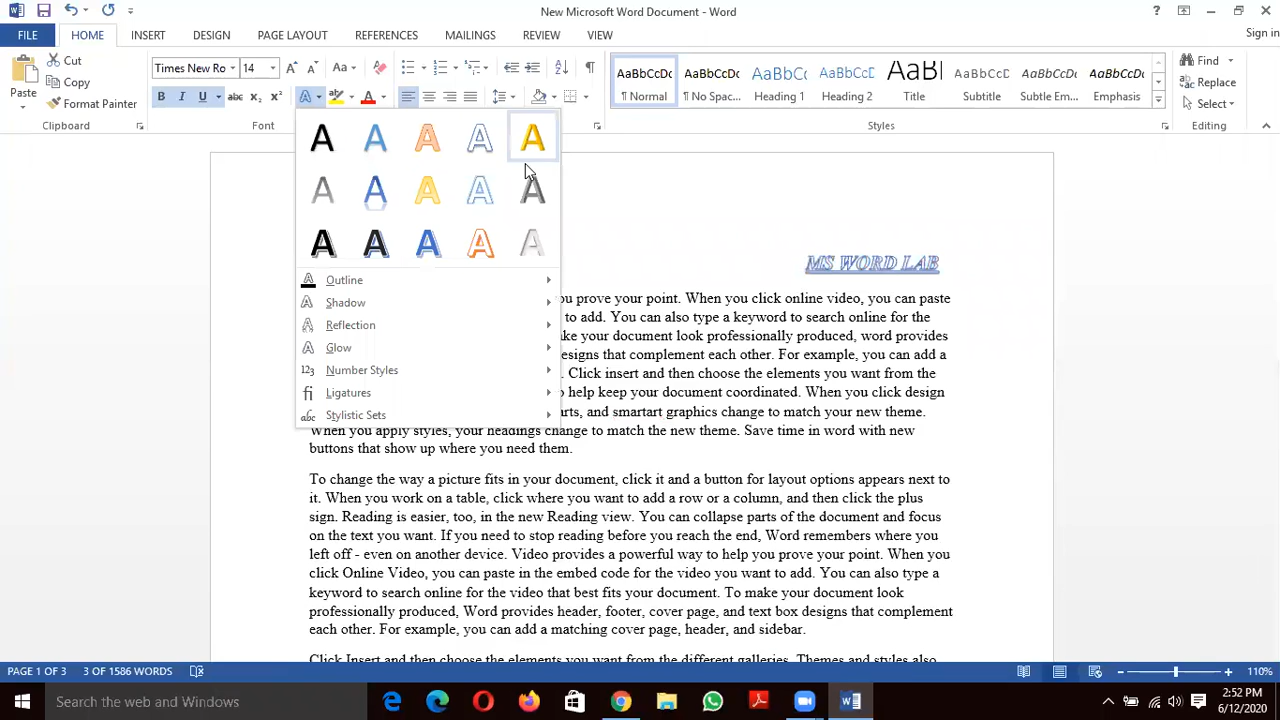 New Microsoft Word Document - Word
Sign in
FILE HOME INSERT DESIGN PAGE LAYOUT REFERENCES MAILINGS REVIEW VIEW
Paste
Cut
Copy
Format Painter
Clipboard
Times New Ro 14 Aa
B I U abc X₂ X² A A
Font
AaBbCcDc AaBbCcDc AaBbCc AaBbCcD AaBb AaBbCcD AaBbCcDt AaBbCcDt
¶ Normal ¶ No Spac... Heading 1 Heading 2 Title Subtitle Subtle Em... Emphasis
Styles
Find
Replace
Select
Editing
A A A A A
A A A A A
A A A A A
Outline
Shadow
Reflection
Glow
123 Number Styles
fi Ligatures
abc Stylistic Sets
MS WORD LAB
ou prove your point. When you click online video, you can paste
to add. You can also type a keyword to search online for the
ke your document look professionally produced, word provides
esigns that complement each other. For example, you can add a
. Click insert and then choose the elements you want from the
o help keep your document coordinated. When you click design
arts, and smartart graphics change to match your new theme.
When you apply styles, your headings change to match the new theme. Save time in word with new
buttons that show up where you need them.
To change the way a picture fits in your document, click it and a button for layout options appears next to
it. When you work on a table, click where you want to add a row or a column, and then click the plus
sign. Reading is easier, too, in the new Reading view. You can collapse parts of the document and focus
on the text you want. If you need to stop reading before you reach the end, Word remembers where you
left off - even on another device. Video provides a powerful way to help you prove your point. When you
click Online Video, you can paste in the embed code for the video you want to add. You can also type a
keyword to search online for the video that best fits your document. To make your document look
professionally produced, Word provides header, footer, cover page, and text box designs that complement
each other. For example, you can add a matching cover page, header, and sidebar.
Click Insert and then choose the elements you want from the different galleries. Themes and styles also
PAGE 1 OF 3 3 OF 1586 WORDS 110%
Search the web and Windows
2:52 PM
6/12/2020